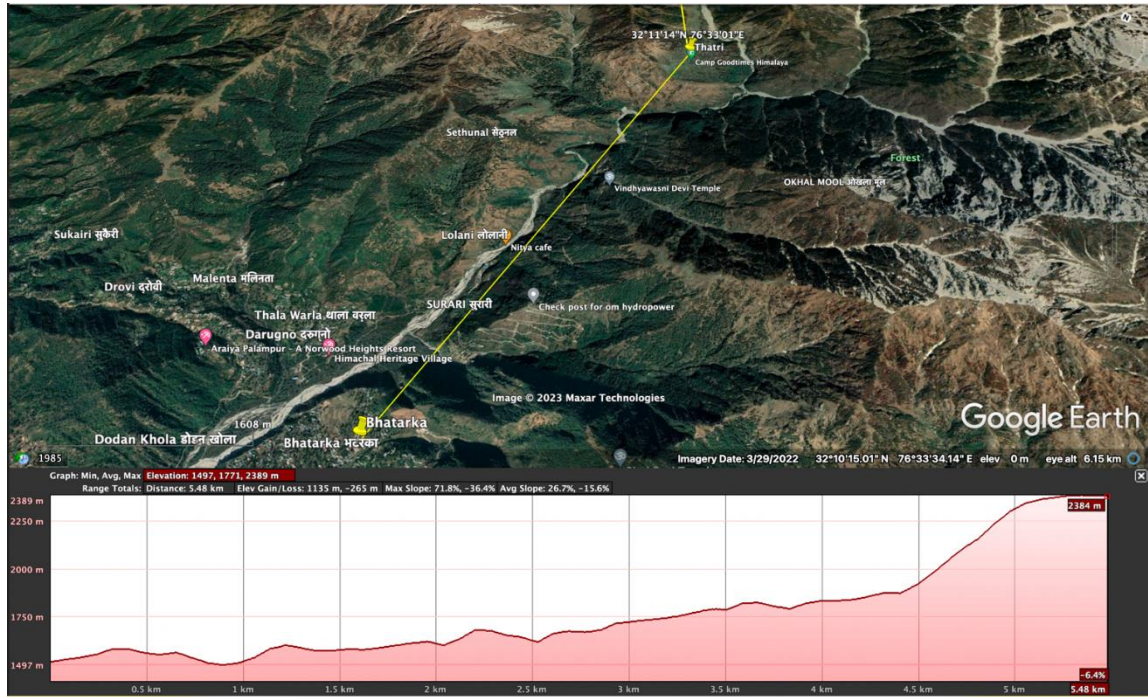 32°11'14"N 76°33'01"E
Thatri
Camp Goodtimes Himalaya
Sethunal सेठुनल
Forest
Vindhyawasni Devi Temple
OKHAL MOOL ओखला मूल
Sukairi सुकैरी
Lolani लोलानी
Nitya cafe
Malenta मलिनता
Drovi दरोवी
SURARI सुरारी
Check post for om hydropower
Thala Warla थाला वरला
Darugno दरुगनो
Araiya Palampur - A Norwood Heights Resort
Himachal Heritage Village
Image © 2023 Maxar Technologies
Google Earth
1608 m
Bhatarka
Dodan Khola डोडन खोला
Bhatarka भटरका
1985
Imagery Date: 3/29/2022 32°10'15.01" N 76°33'34.14" E elev 0 m eye alt 6.15 km
Graph: Min, Avg, Max Elevation: 1497, 1771, 2389 m
Range Totals: Distance: 5.48 km Elev Gain/Loss: 1135 m, -265 m Max Slope: 71.8%, -36.4% Avg Slope: 26.7%, -15.6%
2389 m
2384 m
2250 m
2000 m
1750 m
1497 m
-6.4%
0.5 km 1 km 1.5 km 2 km 2.5 km 3 km 3.5 km 4 km 4.5 km 5 km 5.48 km